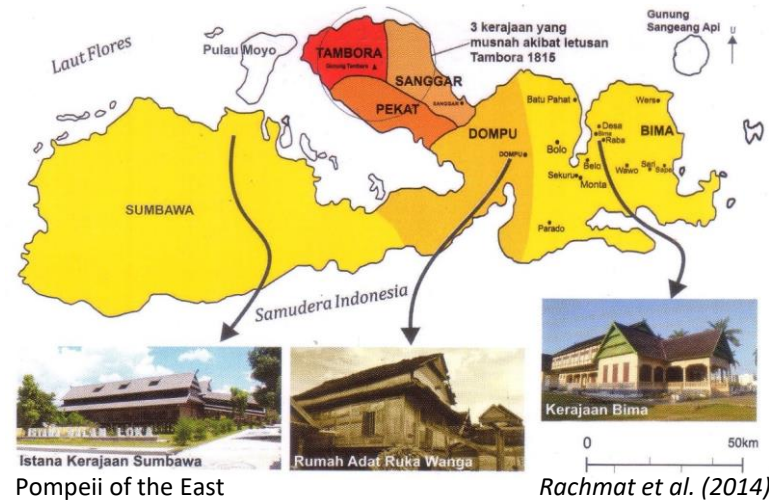 Laut Flores
Pulau Moyo
TAMBORA
Gunung Tambora
SANGGAR
SANGGAR
PEKAT
3 kerajaan yang
musnah akibat letusan
Tambora 1815
Gunung
Sangeang Api
U
DOMPU
DOMPU
Batu Pahat
Wera
Desa
Bima
Raba
BIMA
Bolo
Belo
Sekuru
Monta
Wawo
Sari
Sape
Parado
SUMBAWA
Samudera Indonesia
Istana Kerajaan Sumbawa
Rumah Adat Ruka Wanga
Kerajaan Bima
0 50km
Pompeii of the East
Rachmat et al. (2014)